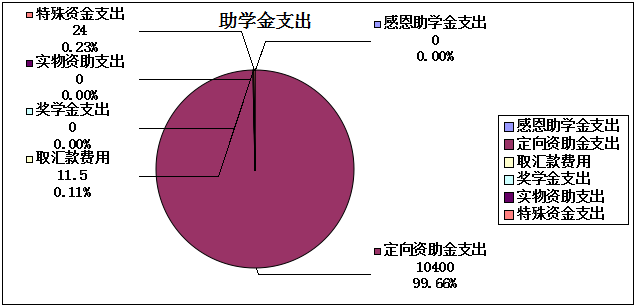 助学金支出
特殊资金支出
24
0.23%
实物资助支出
0
0.00%
奖学金支出
0
0.00%
取汇款费用
11.5
0.11%
感恩助学金支出
0
0.00%
定向资助金支出
10400
99.66%
感恩助学金支出
定向资助金支出
取汇款费用
奖学金支出
实物资助支出
特殊资金支出